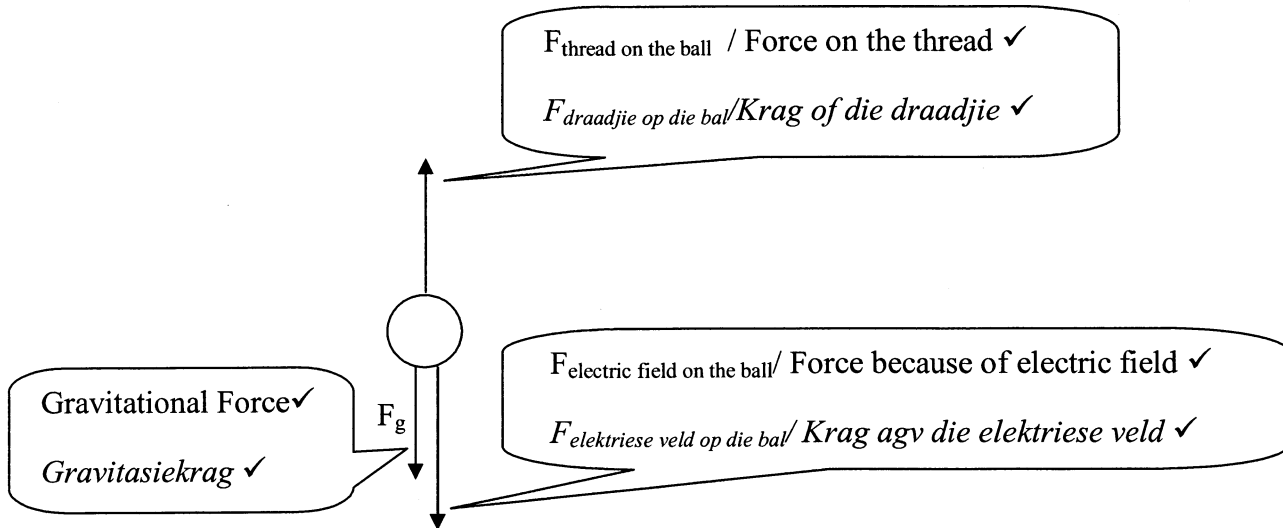 F thread on the ball / Force on the thread ✓
F draadjie op die bal/Krag of die draadjie ✓
F electric field on the ball/ Force because of electric field ✓
F elektriese veld op die bal/ Krag agv die elektriese veld ✓
Gravitational Force✓
Gravitasiekrag ✓
Fg